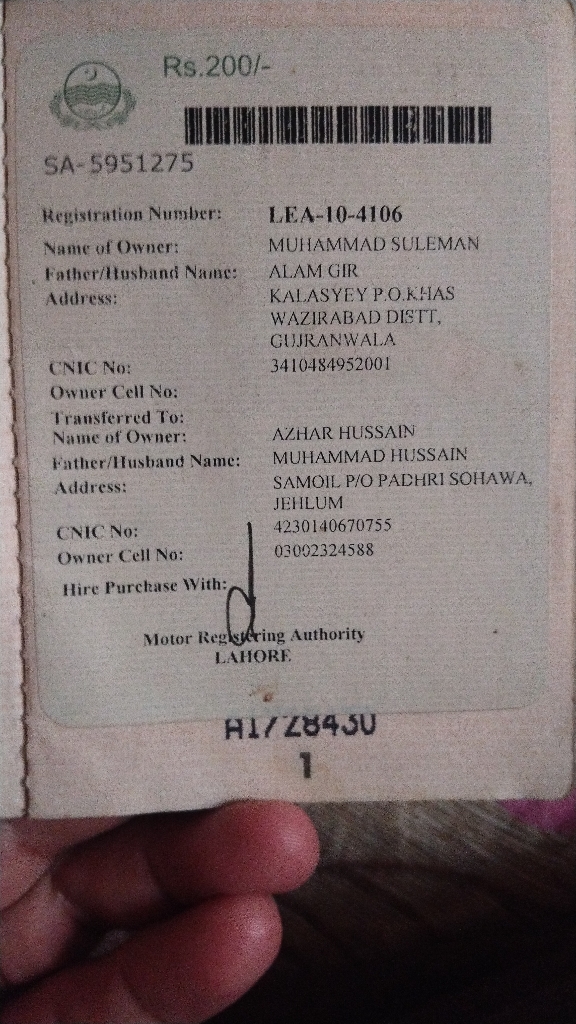 Rs.200/-
SA-5951275
Registration Number: LEA-10-4106
Name of Owner: MUHAMMAD SULEMAN
Father/Husband Name: ALAM GIR
Address: KALASYEY P.O.KHAS
WAZIRABAD DISTT,
GUJRANWALA
CNIC No: 3410484952001
Owner Cell No:
Transferred To:
Name of Owner: AZHAR HUSSAIN
Father/Husband Name: MUHAMMAD HUSSAIN
Address: SAMOIL P/O PADHRI SOHAWA,
JEHLUM
CNIC No: 4230140670755
Owner Cell No: 03002324588
Hire Purchase With:
Motor Registering Authority
LAHORE
1